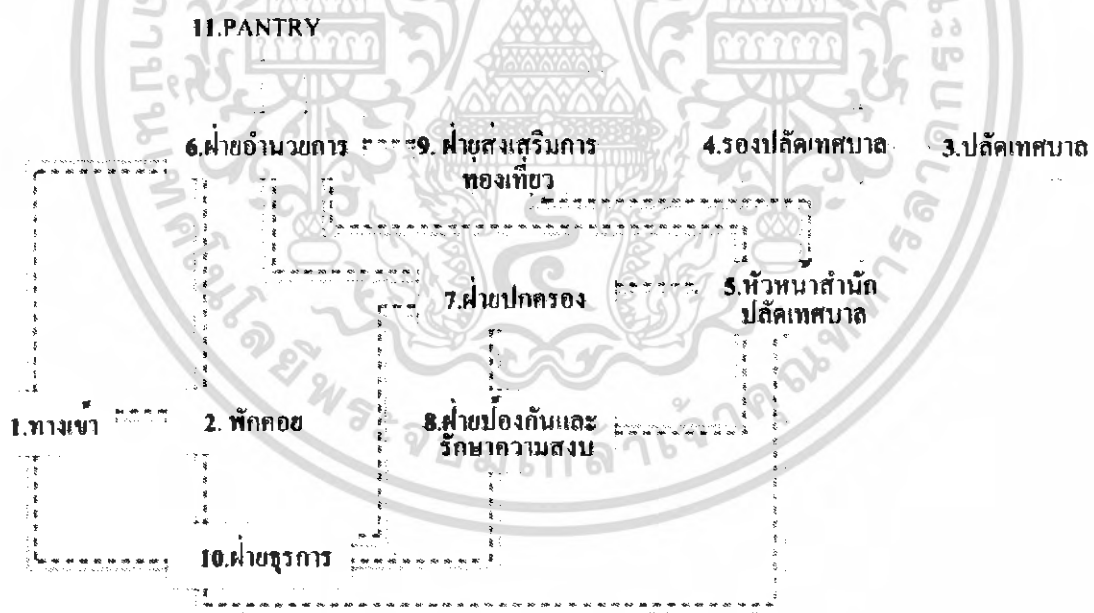 11.PANTRY
6.ฝ่ายอำนวยการ
9. ฝ่ายส่งเสริมการ
ท่องเที่ยว
4.รองปลัดเทศบาล
3.ปลัดเทศบาล
7.ฝ่ายปกครอง
5.หัวหน้าสำนัก
ปลัดเทศบาล
1.ทางเข้า
2. พักคอย
8.ฝ่ายป้องกันและ
รักษาความสงบ
10.ฝ่ายธุรการ